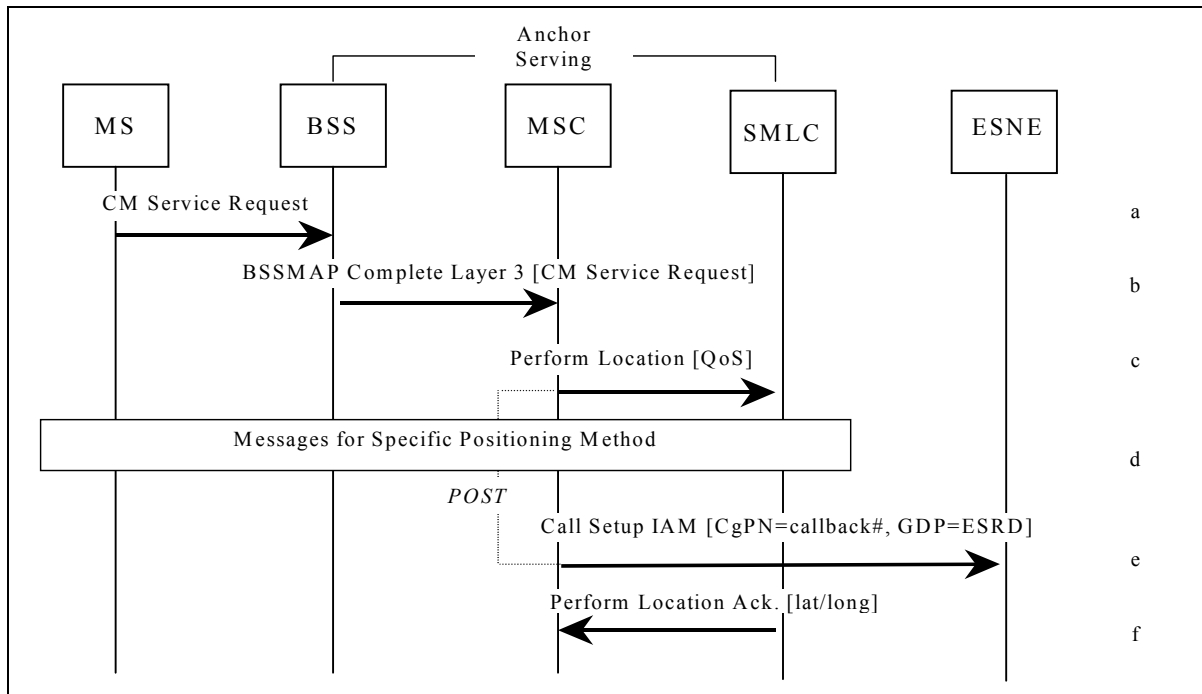 Anchor
Serving
MS
BSS
MSC
SMLC
ESNE
CM Service Request
a
BSSMAP Complete Layer 3 [CM Service Request]
b
Perform Location [QoS]
c
Messages for Specific Positioning Method
d
POST
Call Setup IAM [CgPN=callback#, GDP=ESRD]
e
Perform Location Ack. [lat/long]
f